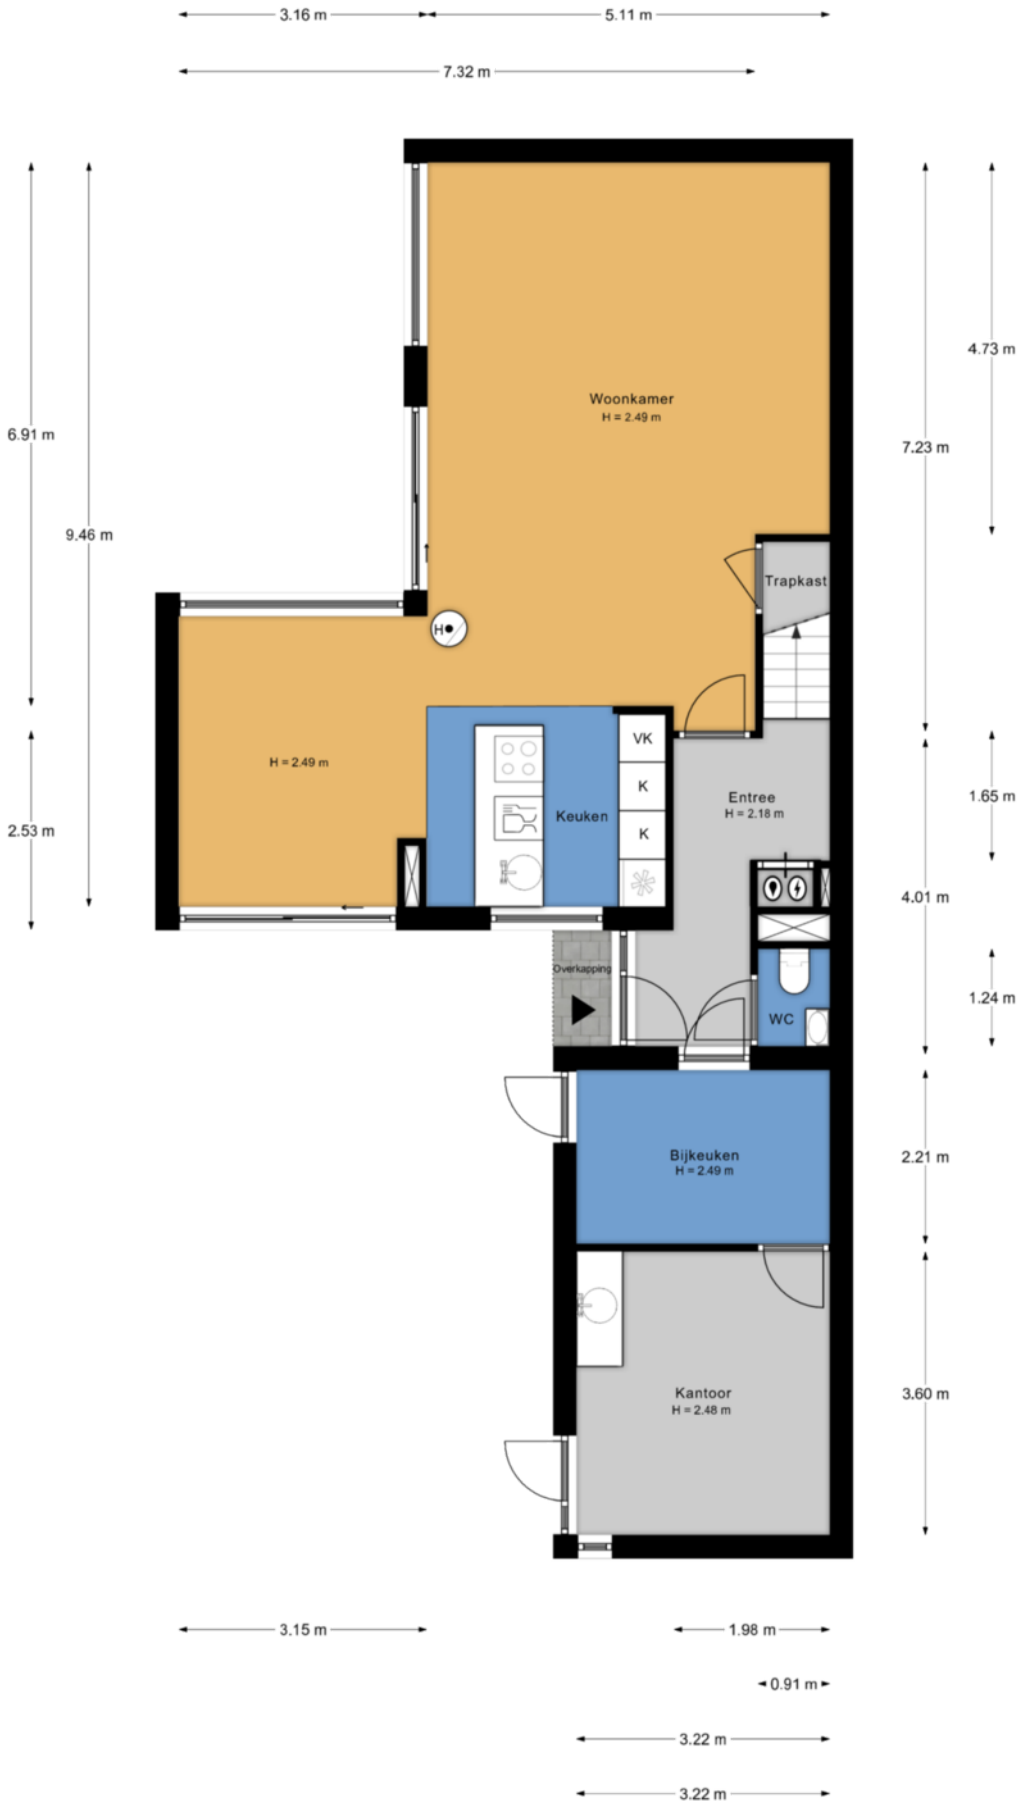 3.16 m
5.11 m
7.32 m
6.91 m
9.46 m
2.53 m
7.23 m
4.73 m
Woonkamer
H = 2.49 m
Trapkast
H
H = 2.49 m
VK
K
K
Keuken
Entree
H = 2.18 m
1.65 m
4.01 m
Overkapping
WC
1.24 m
Bijkeuken
H = 2.49 m
2.21 m
Kantoor
H = 2.48 m
3.60 m
3.15 m
1.98 m
0.91 m
3.22 m
3.22 m